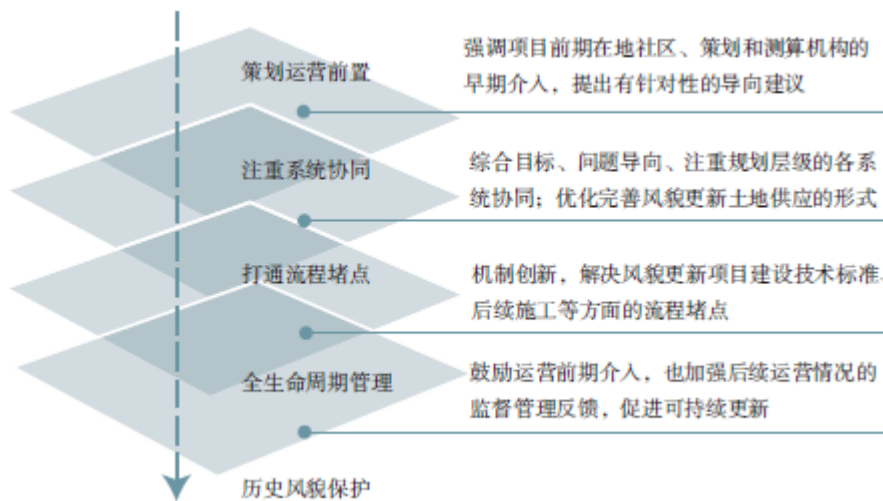 策划运营前置
强调项目前期在地社区、策划和测算机构的
早期介入，提出有针对性的导向建议
注重系统协同
综合目标、问题导向、注重规划层级的各系
统协同；优化完善风貌更新土地供应的形式
打通流程堵点
机制创新，解决风貌更新项目建设技术标准、
后续施工等方面的流程堵点
全生命周期管理
鼓励运营前期介入，也加强后续运营情况的
监督管理反馈，促进可持续更新
历史风貌保护